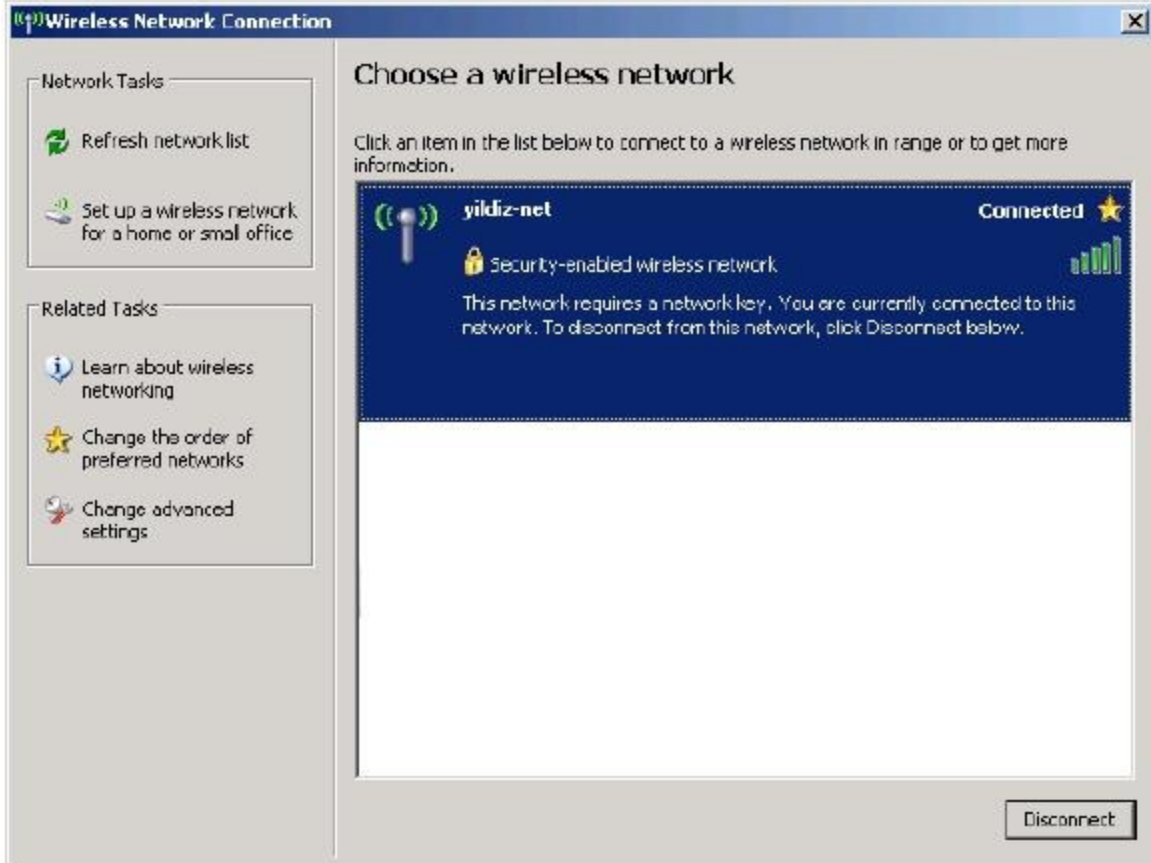 Wireless Network Connection
Network Tasks
Refresh network list
Set up a wireless network
for a home or small office
Related Tasks
Learn about wireless
networking
Change the order of
preferred networks
Change advanced
settings
Choose a wireless network
Click an item in the list below to connect to a wireless network in range or to get more
information.
yildiz-net
Connected
Security-enabled wireless network
This network requires a network key. You are currently connected to this
network. To disconnect from this network, click Disconnect below.
Disconnect